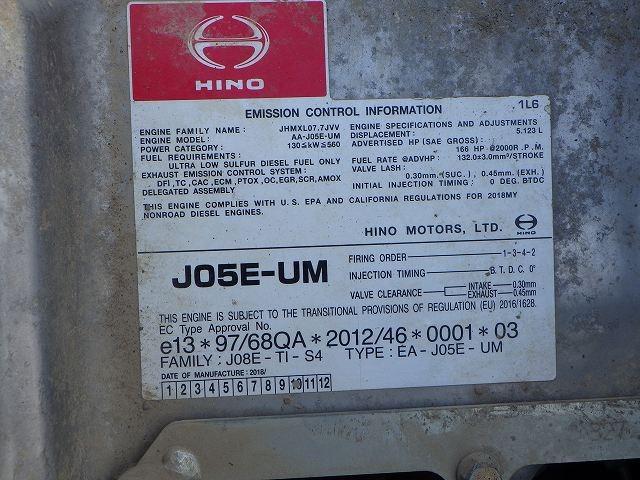 HINO
EMISSION CONTROL INFORMATION 1L6
ENGINE FAMILY NAME : JHMXL07.7JVV
ENGINE MODEL : AA-J05E-UM
POWER CATEGORY : 130≤kW≤560
FUEL REQUIREMENTS :
ULTRA LOW SULFUR DIESEL FUEL ONLY
EXHAUST EMISSION CONTROL SYSTEM :
DFI,TC,CAC,ECM,PTOX,OC,EGR,SCR,AMOX
DELEGATED ASSEMBLY
ENGINE SPECIFICATIONS AND ADJUSTMENTS
DISPLACEMENT: 5.123 L
ADVERTISED HP (SAE GROSS) :
166 HP @2000R.P.M.
FUEL RATE @ADVHP : 132.0±3.0mm³/STROKE
VALVE LASH :
0.30mm (SUC.), 0.45mm (EXH.)
INITIAL INJECTION TIMING : 0 DEG. BTDC
THIS ENGINE COMPLIES WITH U.S. EPA AND CALIFORNIA REGULATIONS FOR 2018MY
NONROAD DIESEL ENGINES.
HINO MOTORS, LTD. HINO
J05E-UM
FIRING ORDER 1-3-4-2
INJECTION TIMING B.T.D.C. 0°
VALVE CLEARANCE INTAKE 0.30mm
EXHAUST 0.45mm
THIS ENGINE IS SUBJECT TO THE TRANSITIONAL PROVISIONS OF REGULATION (EU) 2016/1628.
EC Type Approval No.
e13*97/68QA*2012/46*0001*03
FAMILY : J08E-TI-S4 TYPE : EA-J05E-UM
DATE OF MANUFACTURE : 2018/
1 2 3 4 5 6 7 8 9 10 11 12